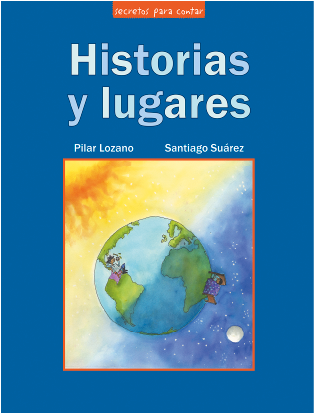 secretos para contar
Historias
y lugares
Pilar Lozano Santiago Suárez